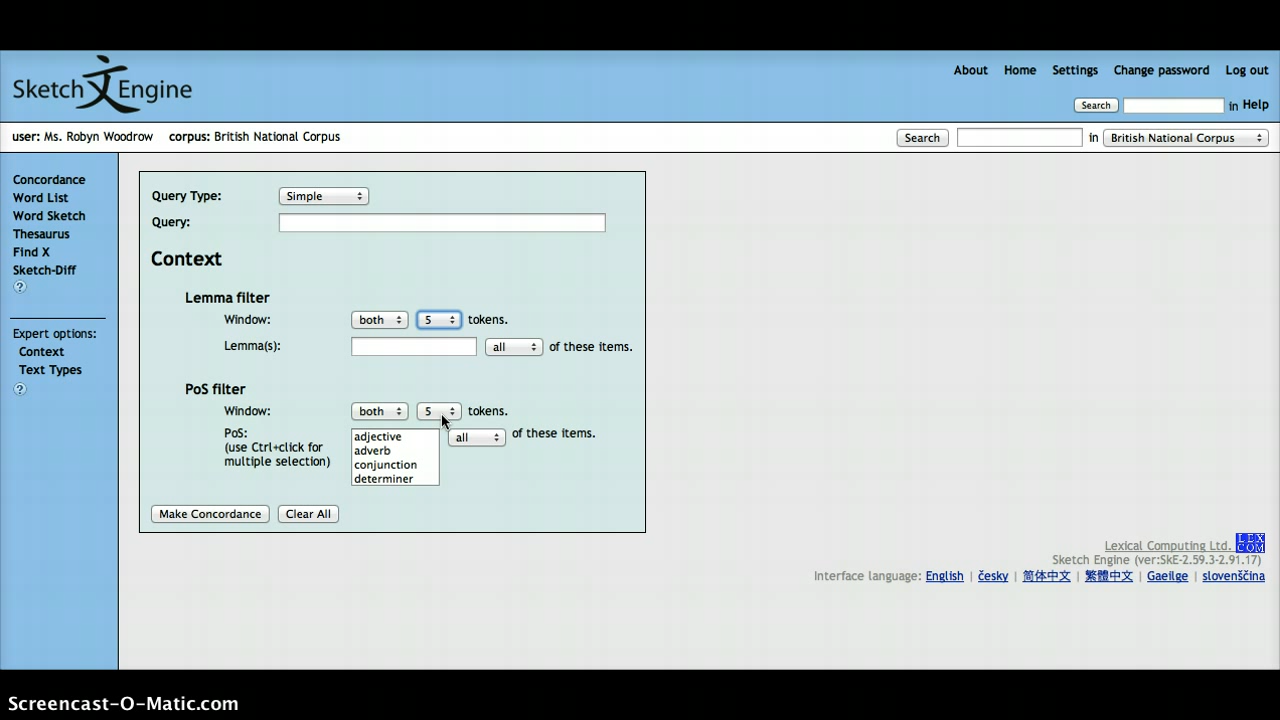 About Home Settings Change password Log out
Sketch 文 Engine
Search in Help
user: Ms. Robyn Woodrow corpus: British National Corpus
Search in British National Corpus
Concordance
Word List
Word Sketch
Thesaurus
Find X
Sketch-Diff
?
Expert options:
Context
Text Types
?
Query Type: Simple
Query:
Context
Lemma filter
Window: both 5 tokens.
Lemma(s): all of these items.
PoS filter
Window: both 5 tokens.
PoS: all of these items.
(use Ctrl+click for
multiple selection)
adjective
adverb
conjunction
determiner
Make Concordance Clear All
Lexical Computing Ltd. LEX COM
Sketch Engine (ver:SkE-2.59.3-2.91.17)
Interface language: English | česky | 简体中文 | 繁體中文 | Gaeilge | slovenščina
Screencast-O-Matic.com